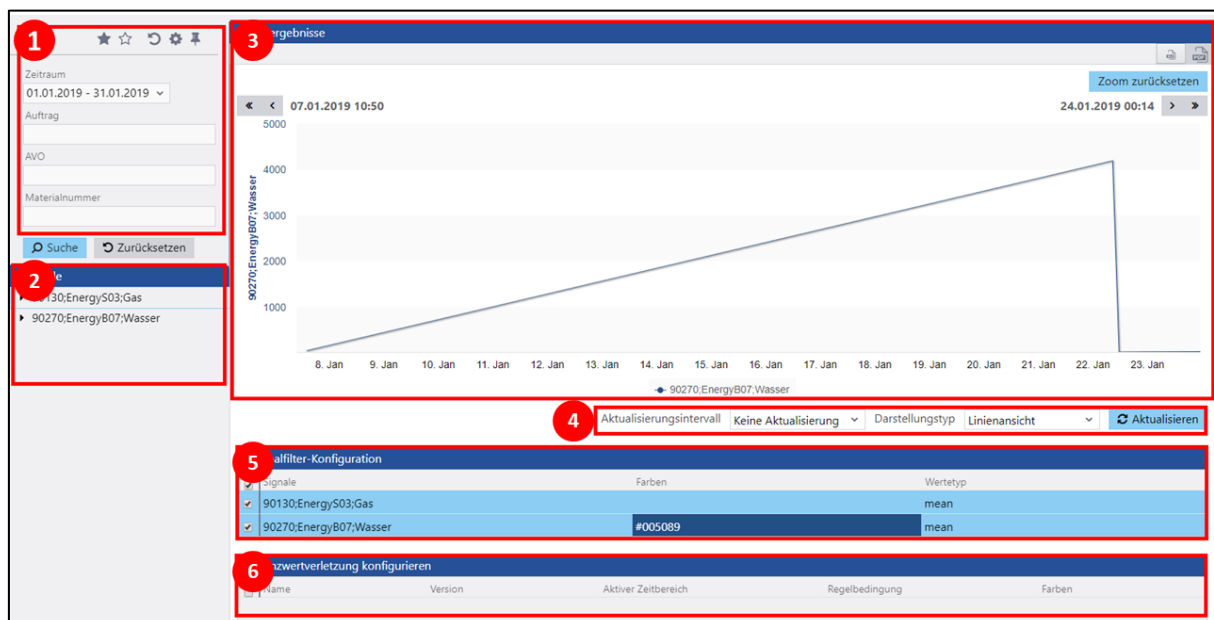 1
Zeitraum
01.01.2019 - 31.01.2019
Auftrag
AVO
Materialnummer
Suche
Zurücksetzen
2
90130;EnergyS03;Gas
90270;EnergyB07;Wasser
3
ergebnisse
Zoom zurücksetzen
07.01.2019 10:50
24.01.2019 00:14
90270;EnergyB07;Wasser
5000
4000
3000
2000
1000
8. Jan 9. Jan 10. Jan 11. Jan 12. Jan 13. Jan 14. Jan 15. Jan 16. Jan 17. Jan 18. Jan 19. Jan 20. Jan 21. Jan 22. Jan 23. Jan
90270;EnergyB07;Wasser
4
Aktualisierungsintervall Keine Aktualisierung Darstellungstyp Linienansicht Aktualisieren
5
alfilter-Konfiguration
Signale Farben Wertetyp
90130;EnergyS03;Gas mean
90270;EnergyB07;Wasser #005089 mean
6
nzwertverletzung konfigurieren
Name Version Aktiver Zeitbereich Regelbedingung Farben